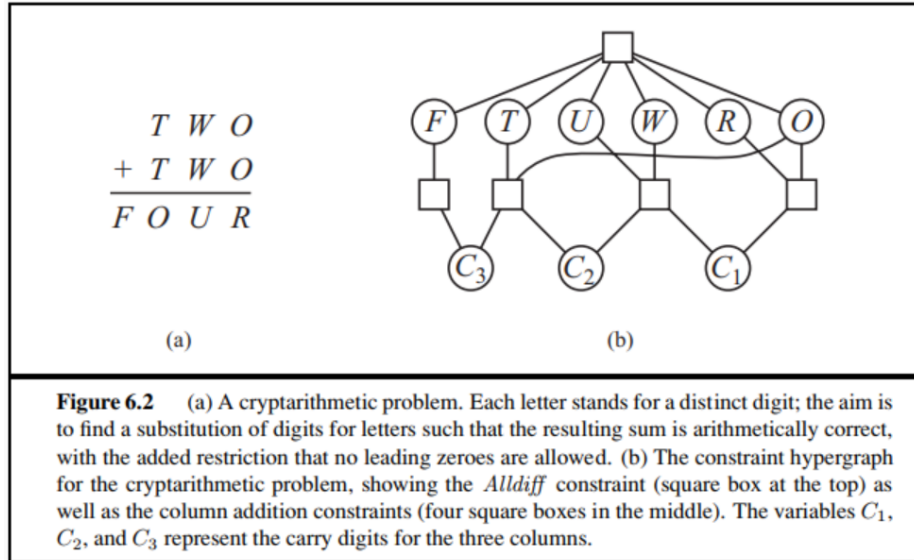 T W O
+ T W O
F O U R
(a)
F T U W R O
C3 C2 C1
(b)
Figure 6.2 (a) A cryptarithmetic problem. Each letter stands for a distinct digit; the aim is
to find a substitution of digits for letters such that the resulting sum is arithmetically correct,
with the added restriction that no leading zeroes are allowed. (b) The constraint hypergraph
for the cryptarithmetic problem, showing the Alldiff constraint (square box at the top) as
well as the column addition constraints (four square boxes in the middle). The variables C1,
C2, and C3 represent the carry digits for the three columns.